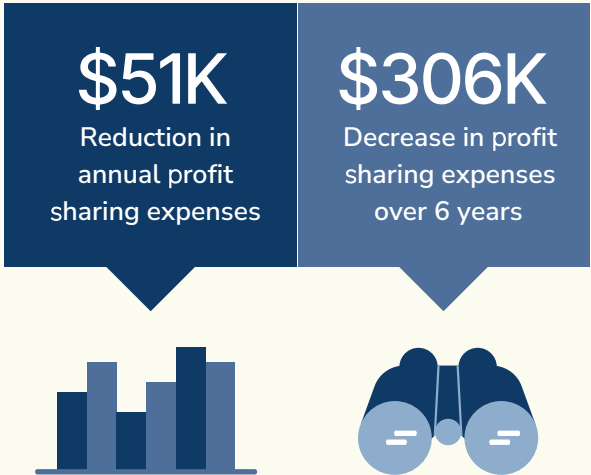 $51K
Reduction in
annual profit
sharing expenses
$306K
Decrease in profit
sharing expenses
over 6 years